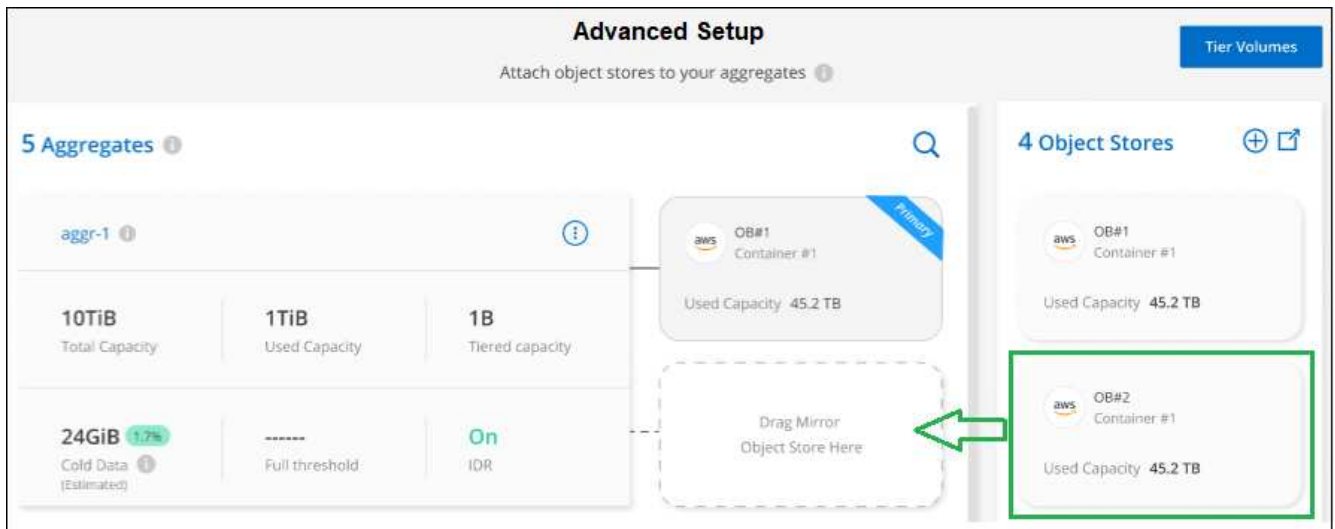 Advanced Setup
Attach object stores to your aggregates
Tier Volumes
5 Aggregates
aggr-1
10TiB
Total Capacity
1TiB
Used Capacity
1B
Tiered capacity
24GiB 1.7%
Cold Data
(Estimated)
------
Full threshold
On
IDR
Primary
aws
OB#1
Container #1
Used Capacity 45.2 TB
Drag Mirror
Object Store Here
4 Object Stores
aws
OB#1
Container #1
Used Capacity 45.2 TB
aws
OB#2
Container #1
Used Capacity 45.2 TB